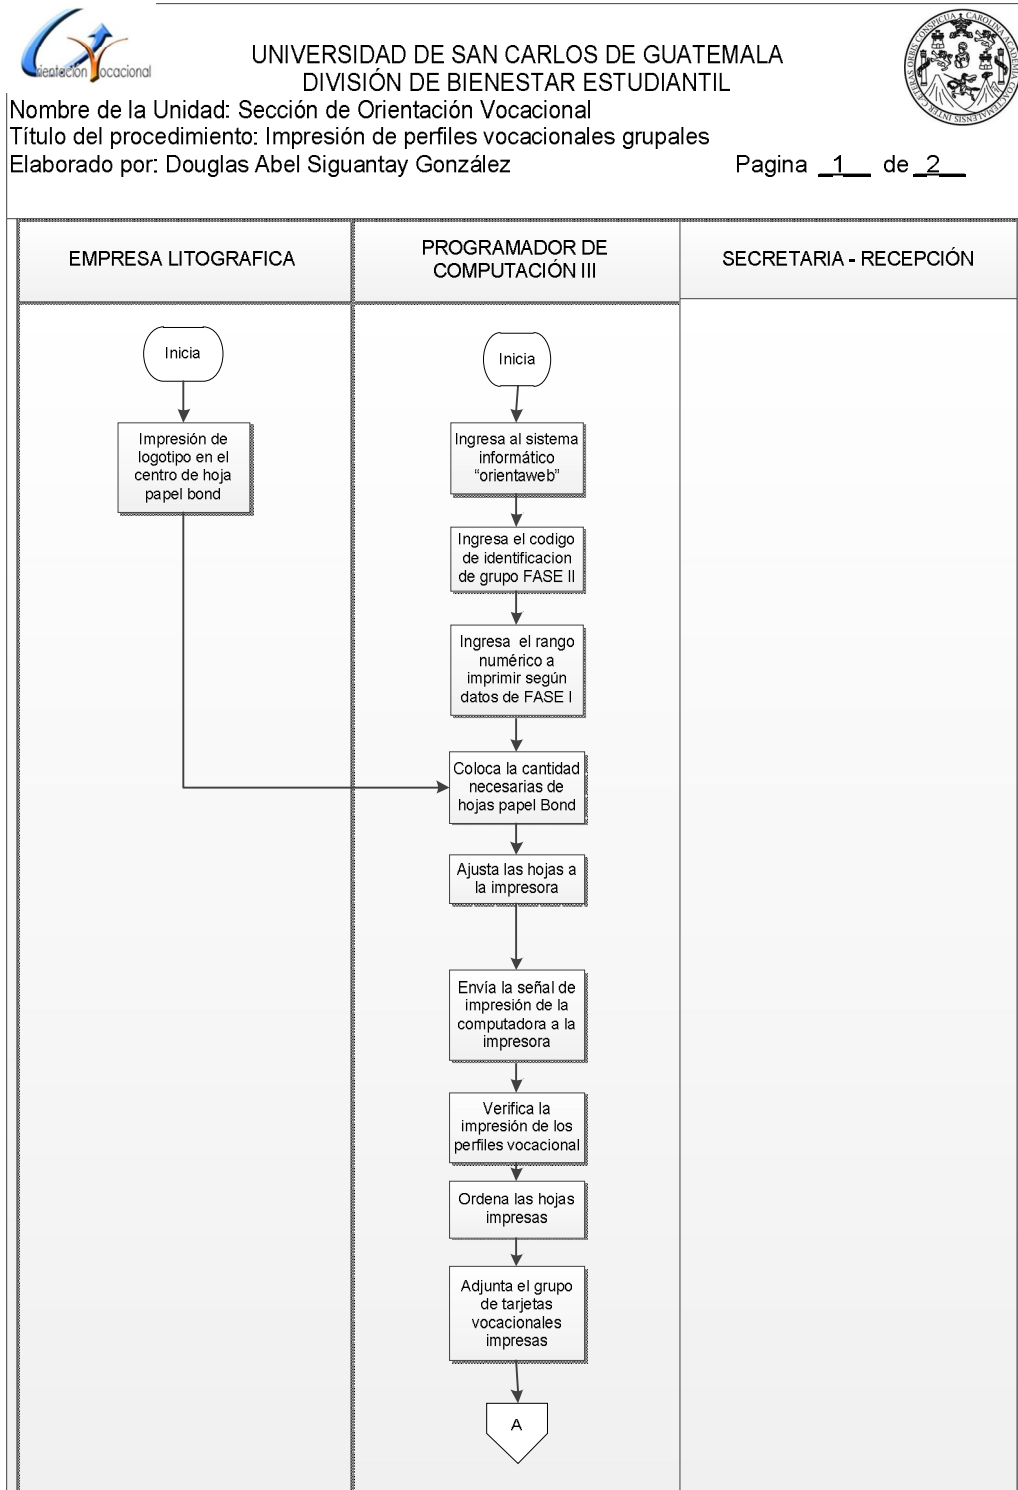 Orientación Vocacional
UNIVERSIDAD DE SAN CARLOS DE GUATEMALA
DIVISIÓN DE BIENESTAR ESTUDIANTIL
Nombre de la Unidad: Sección de Orientación Vocacional
Título del procedimiento: Impresión de perfiles vocacionales grupales
Elaborado por: Douglas Abel Siguantay González
Pagina 1 de 2
EMPRESA LITOGRAFICA
PROGRAMADOR DE
COMPUTACIÓN III
SECRETARIA - RECEPCIÓN
Inicia
Impresión de
logotipo en el
centro de hoja
papel bond
Inicia
Ingresa al sistema
informático
“orientaweb”
Ingresa el codigo
de identificacion
de grupo FASE II
Ingresa el rango
numérico a
imprimir según
datos de FASE I
Coloca la cantidad
necesarias de
hojas papel Bond
Ajusta las hojas a
la impresora
Envía la señal de
impresión de la
computadora a la
impresora
Verifica la
impresión de los
perfiles vocacional
Ordena las hojas
impresas
Adjunta el grupo
de tarjetas
vocacionales
impresas
A